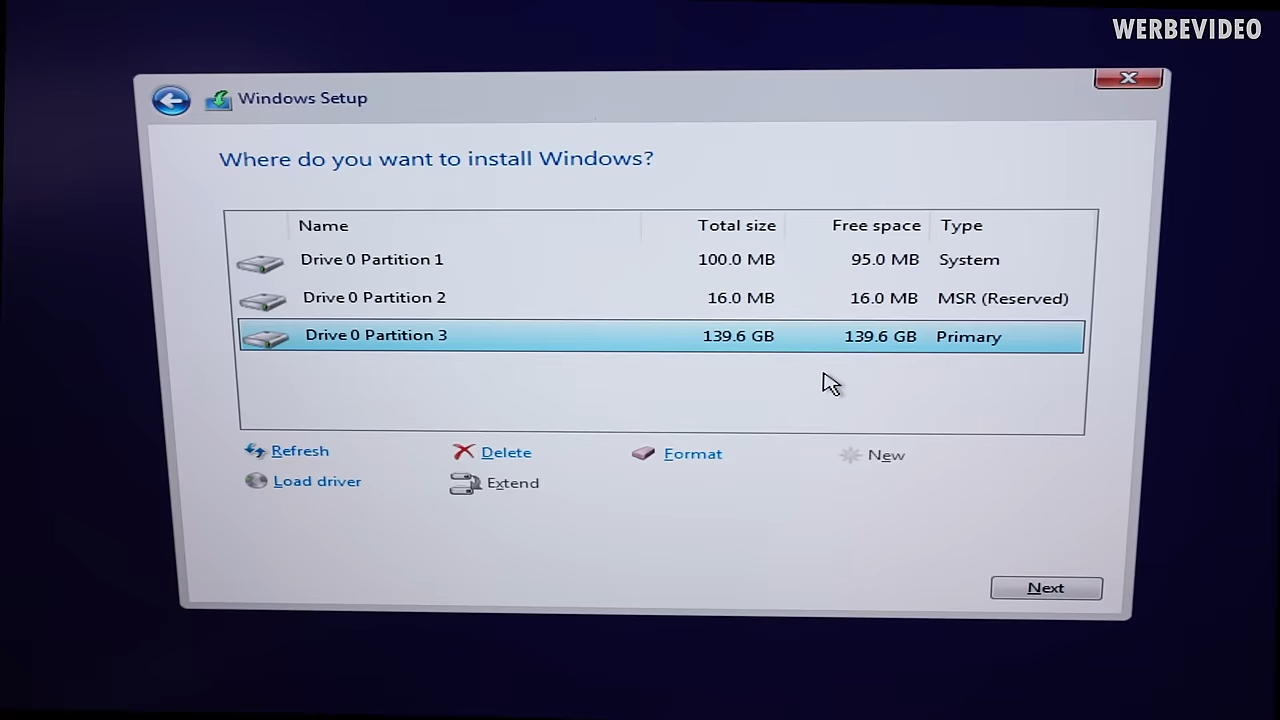 WERBEVIDEO
Windows Setup
Where do you want to install Windows?
Name Total size Free space Type
Drive 0 Partition 1 100.0 MB 95.0 MB System
Drive 0 Partition 2 16.0 MB 16.0 MB MSR (Reserved)
Drive 0 Partition 3 139.6 GB 139.6 GB Primary
Refresh Delete Format New
Load driver Extend
Next